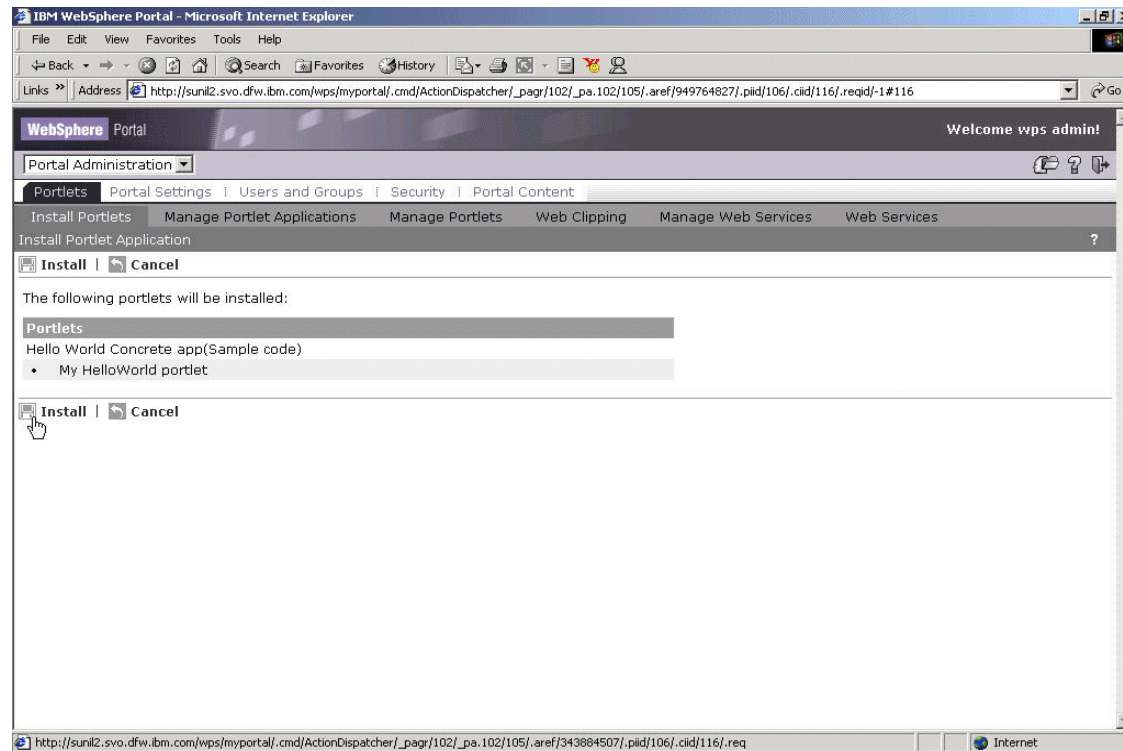 IBM WebSphere Portal - Microsoft Internet Explorer
File Edit View Favorites Tools Help
Back Search Favorites History
Links » Address http://sunil2.svo.dfw.ibm.com/wps/myportal/.cmd/ActionDispatcher/_pagr/102/_pa.102/105/.aref/949764827/.piid/106/.ciid/116/.reqid/-1#116 Go
WebSphere Portal Welcome wps admin!
Portal Administration ?
Portlets Portal Settings | Users and Groups | Security | Portal Content
Install Portlets Manage Portlet Applications Manage Portlets Web Clipping Manage Web Services Web Services
Install Portlet Application ?
Install | Cancel
The following portlets will be installed:
Portlets
Hello World Concrete app(Sample code)
• My HelloWorld portlet
Install | Cancel
http://sunil2.svo.dfw.ibm.com/wps/myportal/.cmd/ActionDispatcher/_pagr/102/_pa.102/105/.aref/343884507/.piid/106/.ciid/116/.req Internet